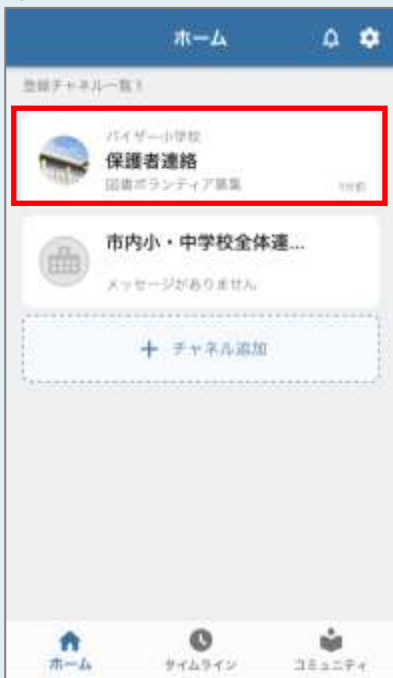 ホーム
登録チャネル一覧
バイザー小学校
保護者連絡
図書ボランティア募集
1分前
市内小・中学校全体連...
メッセージがありません
+ チャネル追加
ホーム
タイムライン
コミュニティ